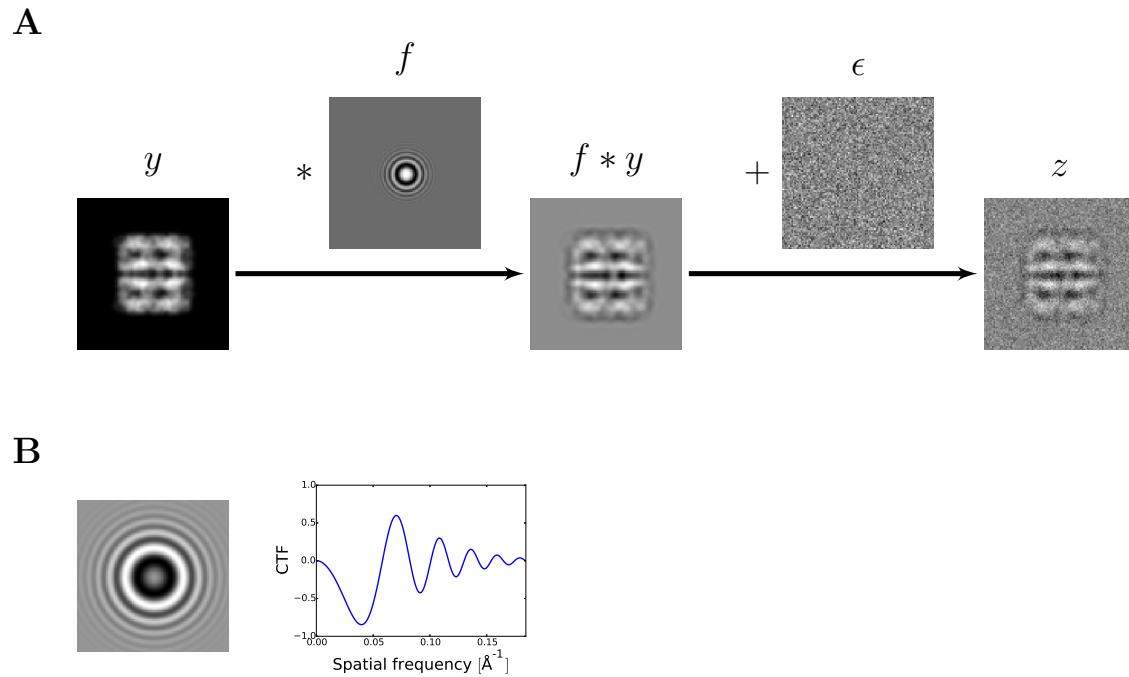 A
f
ϵ
y
*
f * y
+
z
B
1.0
0.5
0.0
−0.5
−1.0
CTF
0.00
0.05
0.10
0.15
Spatial frequency [Å⁻¹]